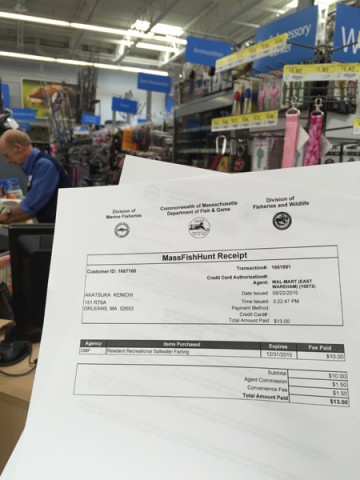 Accessory
Division of
Marine Fisheries
Commonwealth of Massachusetts
Department of Fish & Game
Division of
Fisheries and Wildlife
MassFishHunt Receipt
Customer ID: 1667160
Transaction#: 1661891
Credit Card Authorization#:
Agent: WAL-MART (EAST
WAREHAM) (10073)
AKATSUKA KENICHI
Date Issued: 09/22/2015
151 RT6A
ORLEANS, MA 02653
Time Issued: 3:22:47 PM
Payment Method:
Credit Card#:
Total Amount Paid: $13.00
Agency Items Purchased Expires Fee Paid
DMF Resident Recreational Saltwater Fishing 12/31/2015 $10.00
Subtotal $10.00
Agent Commission $1.50
Convenience Fee $1.50
Total Amount Paid $13.00